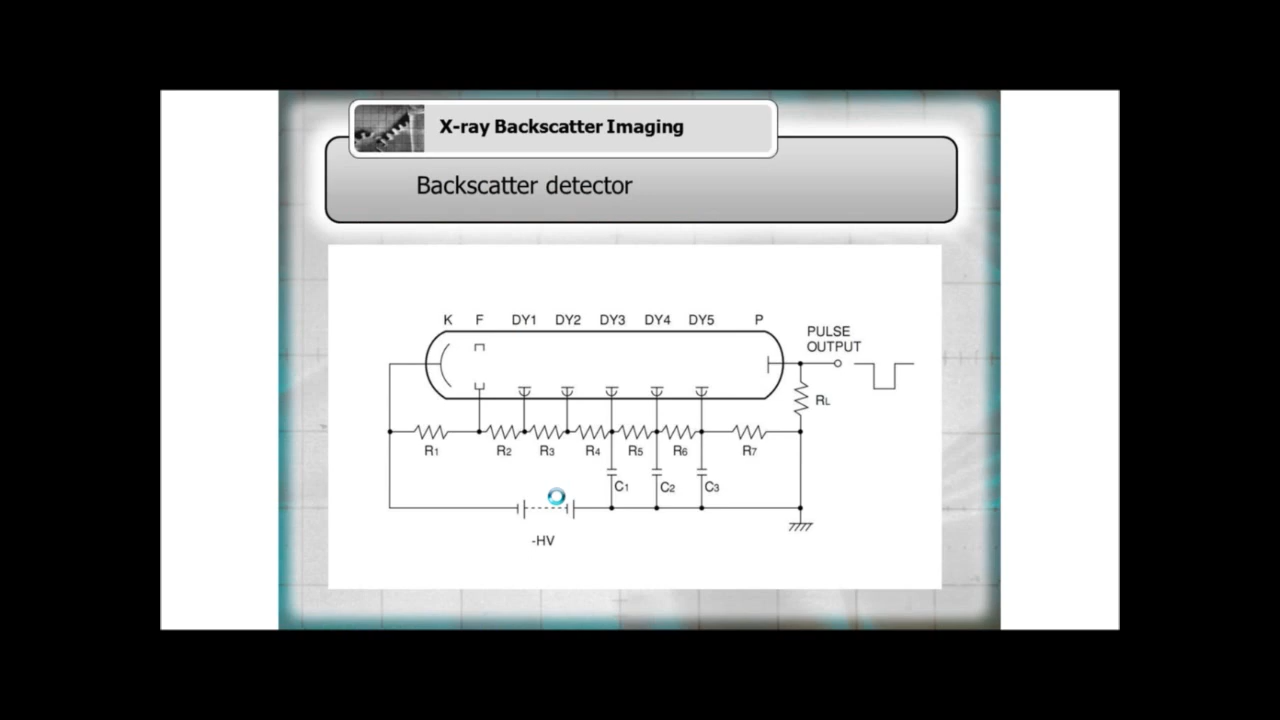 X-ray Backscatter Imaging
Backscatter detector
K F DY1 DY2 DY3 DY4 DY5 P
PULSE
OUTPUT
RL
R1 R2 R3 R4 R5 R6 R7
C1 C2 C3
-HV